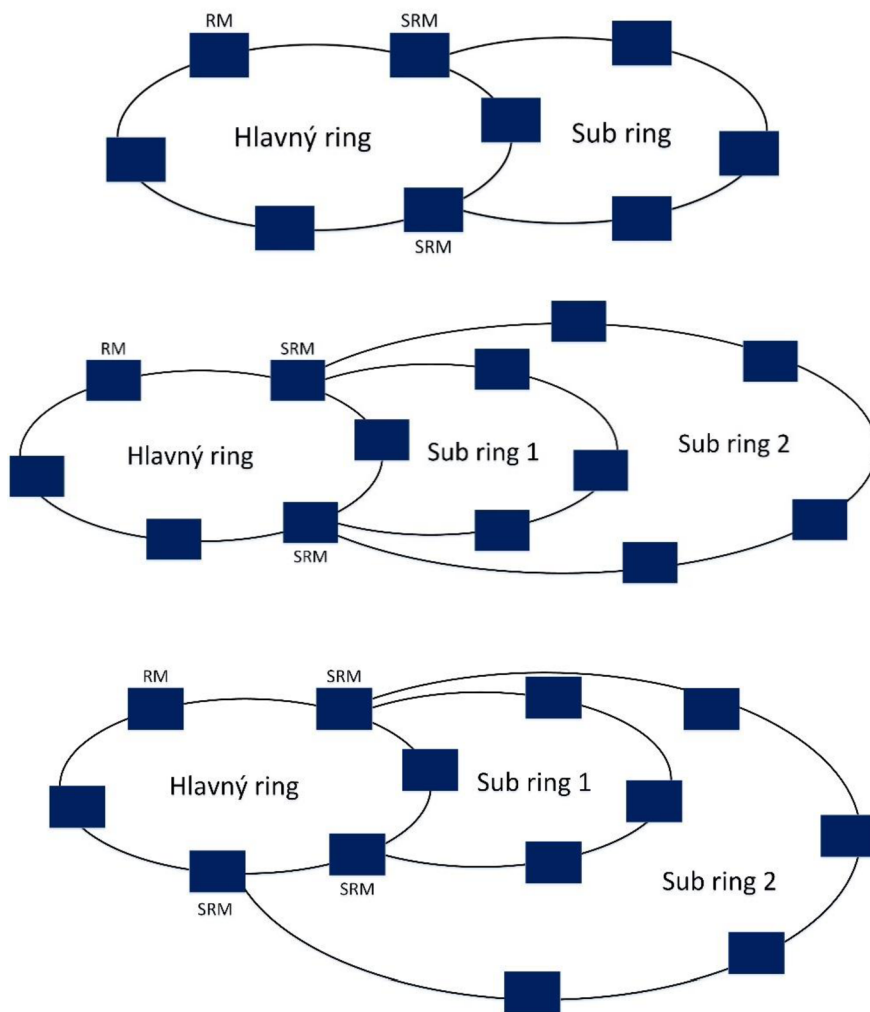 RM
SRM
Hlavný ring
Sub ring
SRM
RM
SRM
Hlavný ring
Sub ring 1
Sub ring 2
SRM
RM
SRM
Hlavný ring
Sub ring 1
Sub ring 2
SRM
SRM